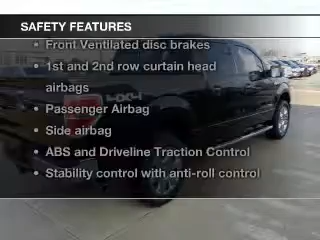 SAFETY FEATURES
• Front Ventilated disc brakes
• 1st and 2nd row curtain head
airbags
• Passenger Airbag
• Side airbag
• ABS and Driveline Traction Control
• Stability control with anti-roll control